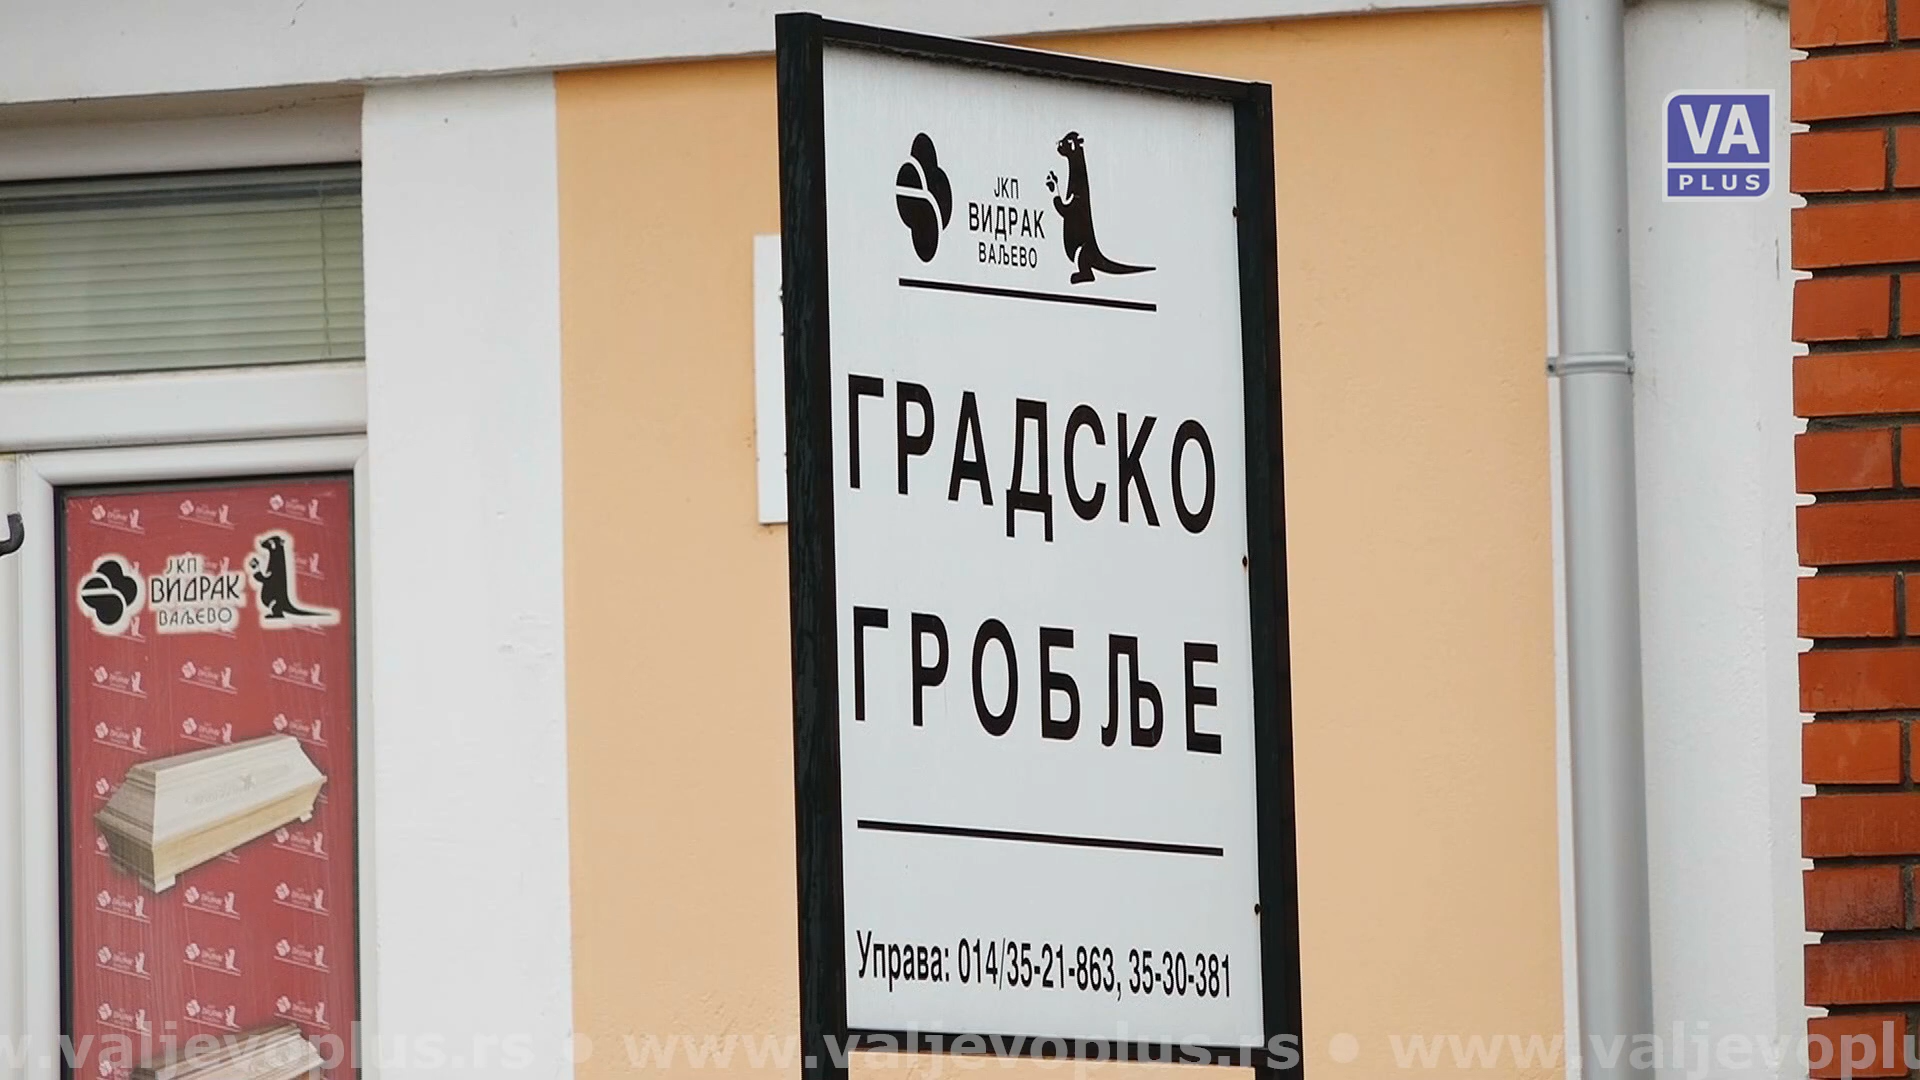 VA
PLUS
ЈКП
ВИДРАК
ВАЉЕВО
ГРАДСКО
ГРОБЉЕ
Управа: 014/35-21-863, 35-30-381
ЈКП
ВИДРАК
ВАЉЕВО
w.valjevoplus.rs • www.valjevoplus.rs • www.valjevoplu